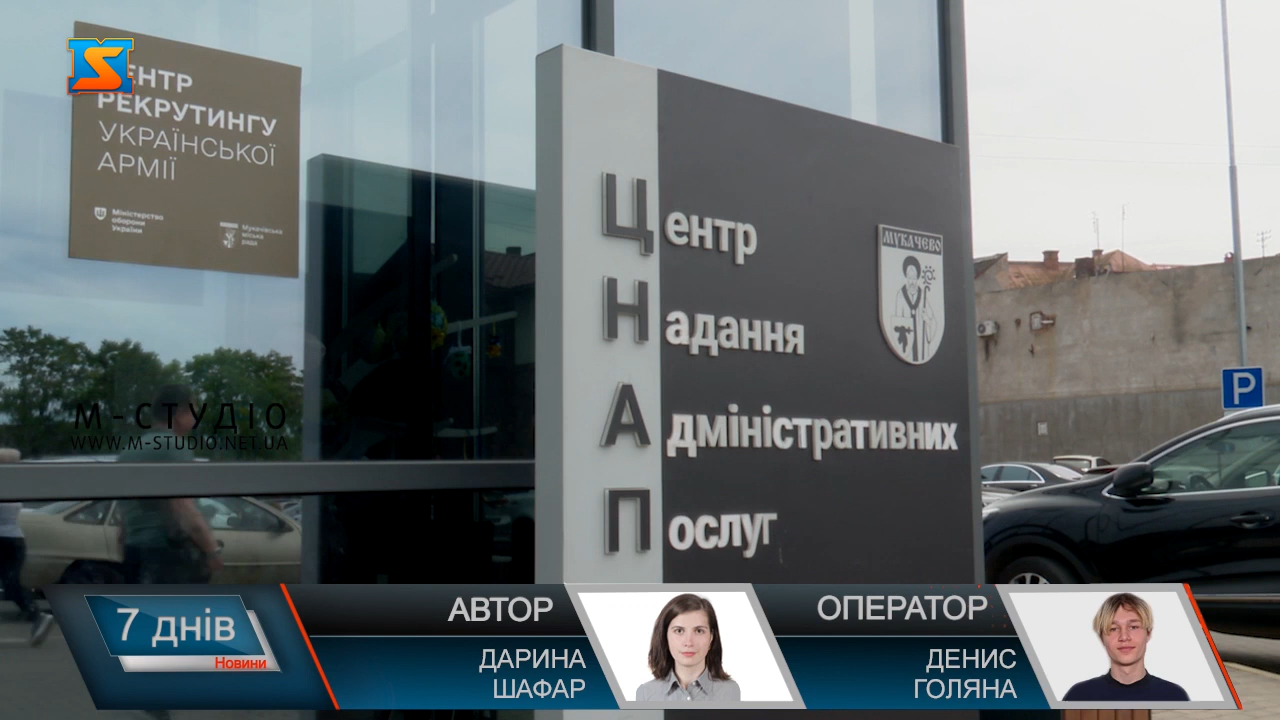 ЕНТР
РЕКРУТИНГУ
УКРАЇНСЬКОЇ
АРМІЇ
Міністерство
оборони
України
Мукачівська
міська
рада
Центр
Надання
Адміністративних
Послуг
МУКАЧЕВО
P
М-СТУДІО
WWW.M-STUDIO.NET.UA
7 днів
Новини
АВТОР
ДАРИНА
ШАФАР
ОПЕРАТОР
ДЕНИС
ГОЛЯНА